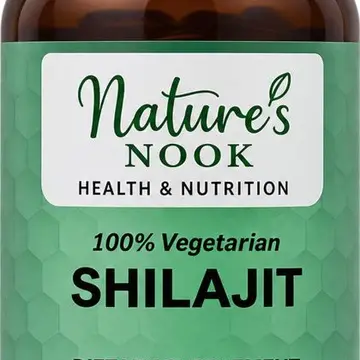 Nature's
NOOK
HEALTH & NUTRITION
100% Vegetarian
SHILAJIT